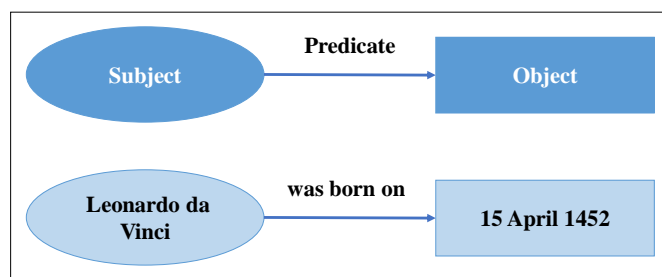 Predicate
Subject
Object
was born on
Leonardo da
Vinci
15 April 1452